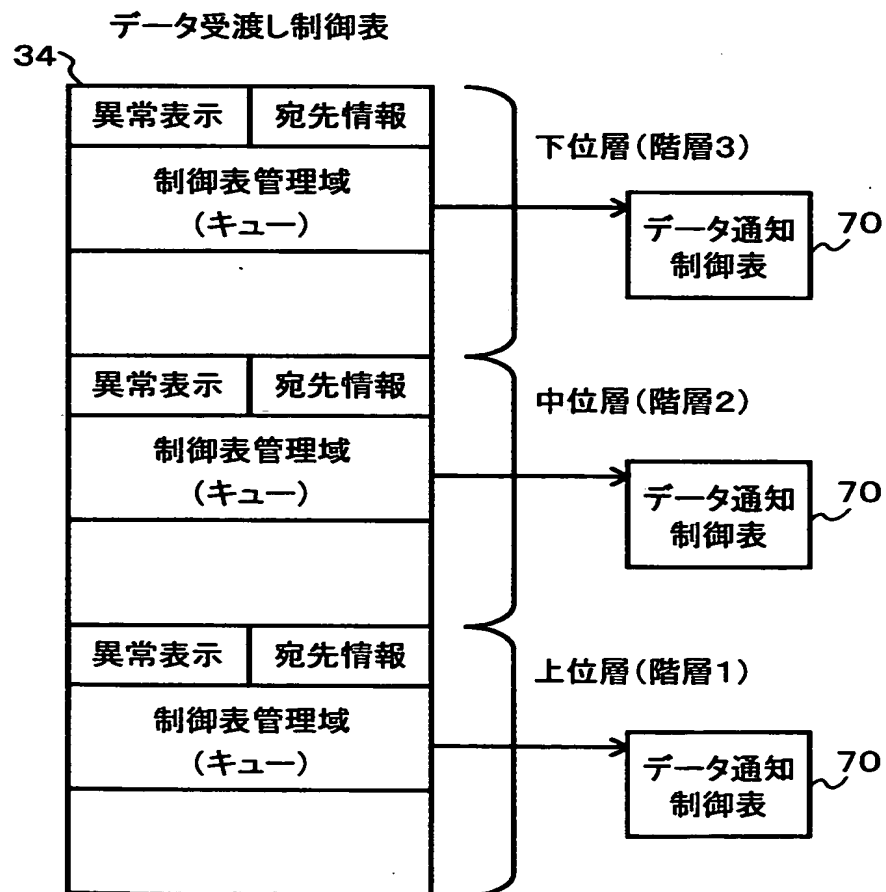 データ受渡し制御表
34
異常表示 宛先情報
制御表管理域
(キュー)
下位層(階層3)
データ通知
制御表
70
異常表示 宛先情報
制御表管理域
(キュー)
中位層(階層2)
データ通知
制御表
70
異常表示 宛先情報
制御表管理域
(キュー)
上位層(階層1)
データ通知
制御表
70